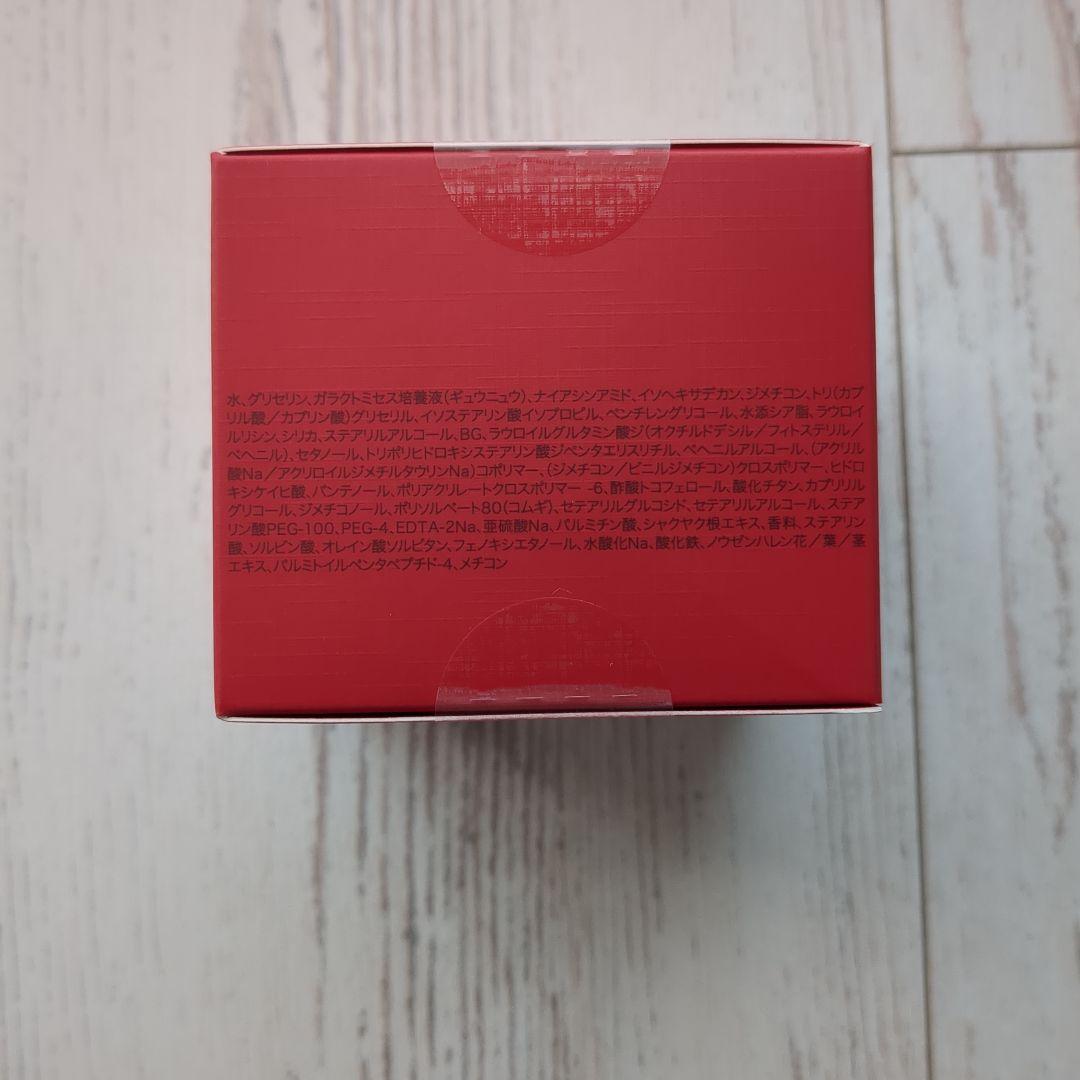 水、グリセリン、ガラクトミセス培養液(ギュウニュウ)、ナイアシンアミド、イソヘキサデカン、ジメチコン、トリ(カプ
リル酸／カプリン酸)グリセリル、イソステアリン酸イソプロピル、ペンチレングリコール、水添シア脂、ラウロイ
ルリシン、シリカ、ステアリルアルコール、BG、ラウロイルグルタミン酸ジ(オクチルドデシル／フィトステリル／
ベヘニル)、セタノール、トリポリヒドロキシステアリン酸ジペンタエリスリチル、ベヘニルアルコール、(アクリル
酸Na／アクリロイルジメチルタウリンNa)コポリマー、(ジメチコン／ビニルジメチコン)クロスポリマー、ヒドロ
キシケイヒ酸、パンテノール、ポリアクリレートクロスポリマー -6、酢酸トコフェロール、酸化チタン、カプリリル
グリコール、ジメチコノール、ポリソルベート80(コムギ)、セテアリルグルコシド、セテアリルアルコール、ステア
リン酸PEG-100、PEG-4、EDTA-2Na、亜硫酸Na、パルミチン酸、シャクヤク根エキス、香料、ステアリン
酸、ソルビン酸、オレイン酸ソルビタン、フェノキシエタノール、水酸化Na、酸化鉄、ノウゼンハレン花／葉／茎
エキス、パルミトイルペンタペプチド-4、メチコン